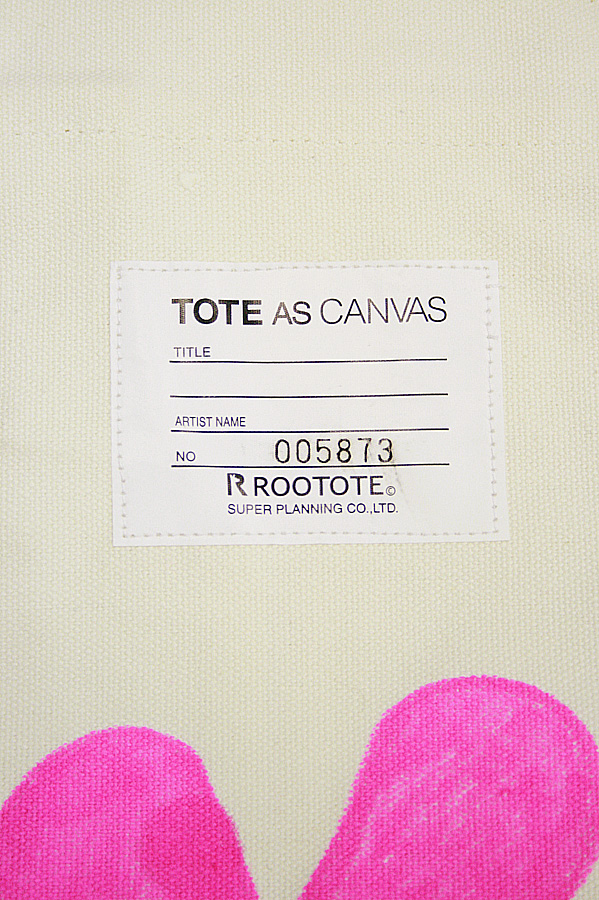 TOTE AS CANVAS
TITLE
ARTIST NAME
NO 005873
R ROOTOTE©
SUPER PLANNING CO.,LTD.